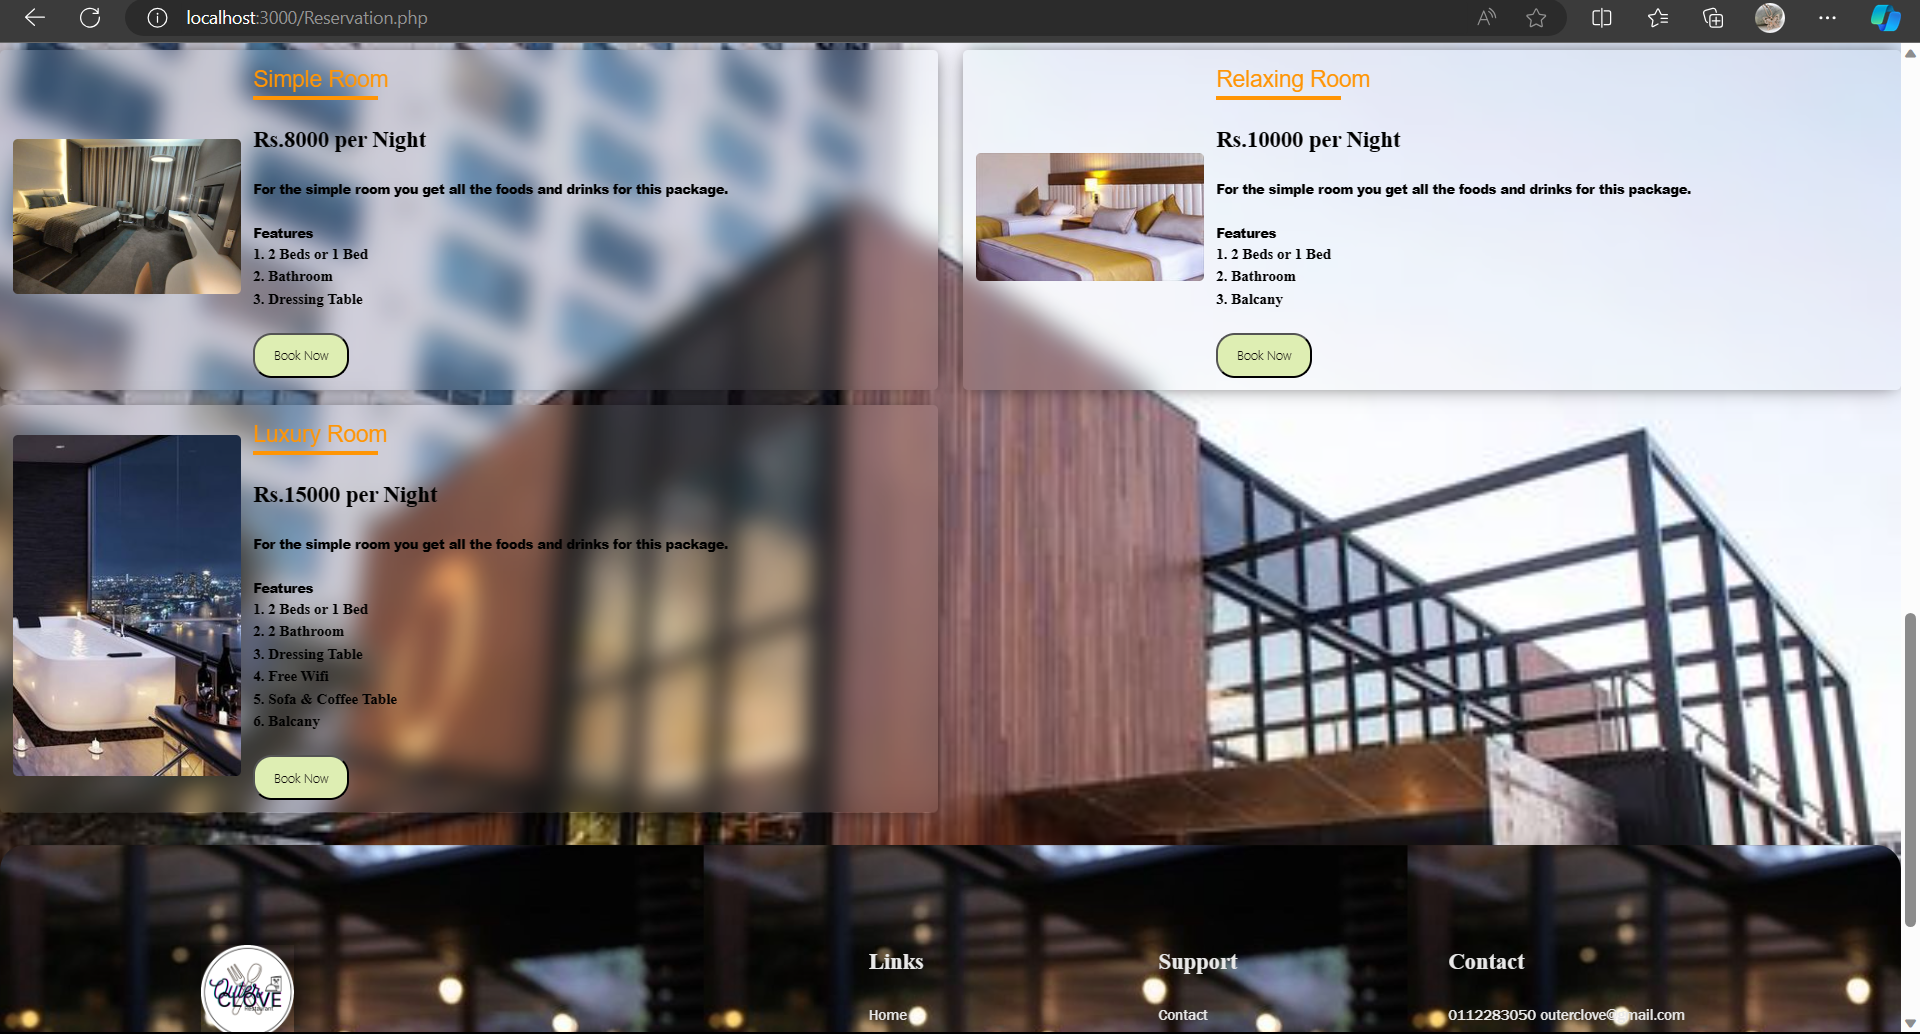 localhost:3000/Reservation.php
Simple Room
Rs.8000 per Night
For the simple room you get all the foods and drinks for this package.
Features
1. 2 Beds or 1 Bed
2. Bathroom
3. Dressing Table
Book Now
Relaxing Room
Rs.10000 per Night
For the simple room you get all the foods and drinks for this package.
Features
1. 2 Beds or 1 Bed
2. Bathroom
3. Balcany
Book Now
Luxury Room
Rs.15000 per Night
For the simple room you get all the foods and drinks for this package.
Features
1. 2 Beds or 1 Bed
2. 2 Bathroom
3. Dressing Table
4. Free Wifi
5. Sofa & Coffee Table
6. Balcany
Book Now
Outer
CLOVE
Restaurant
Links
Home
Support
Contact
Contact
0112283050 outerclove@gmail.com